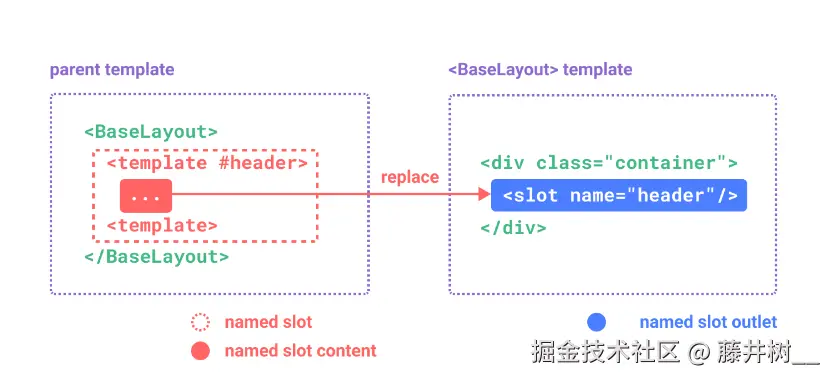 parent template
<BaseLayout>
<template #header>
...
<template>
</BaseLayout>
replace
<BaseLayout> template
<div class="container">
<slot name="header"/>
</div>
named slot
named slot content
named slot outlet
掘金技术社区 @ 藤井树__